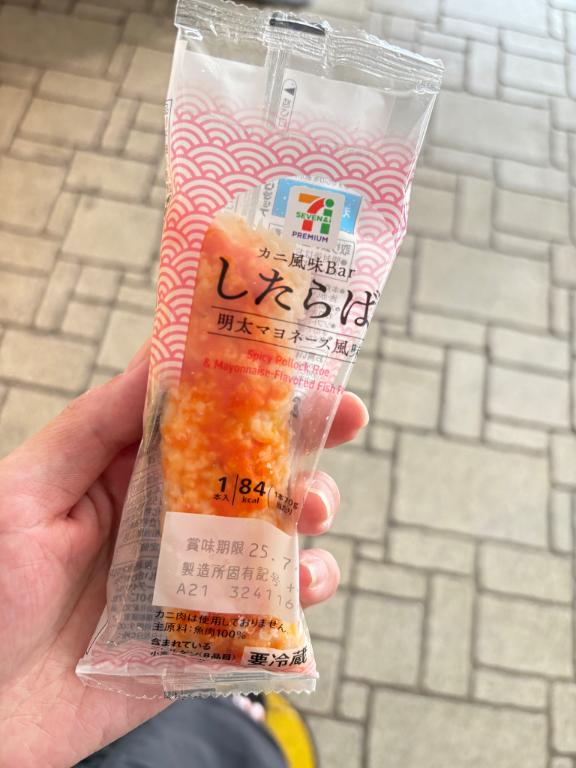 SEVEN&i
PREMIUM
カニ風味Bar
したらば
明太マヨネーズ風味
Spicy Pollock Roe
& Mayonnaise-Flavored Fish
1本入
84kcal
賞味期限 25.7.
製造所固有記号 +
A21 324116
カニ肉は使用しておりません
主原料:魚肉100%
含まれている
要冷蔵